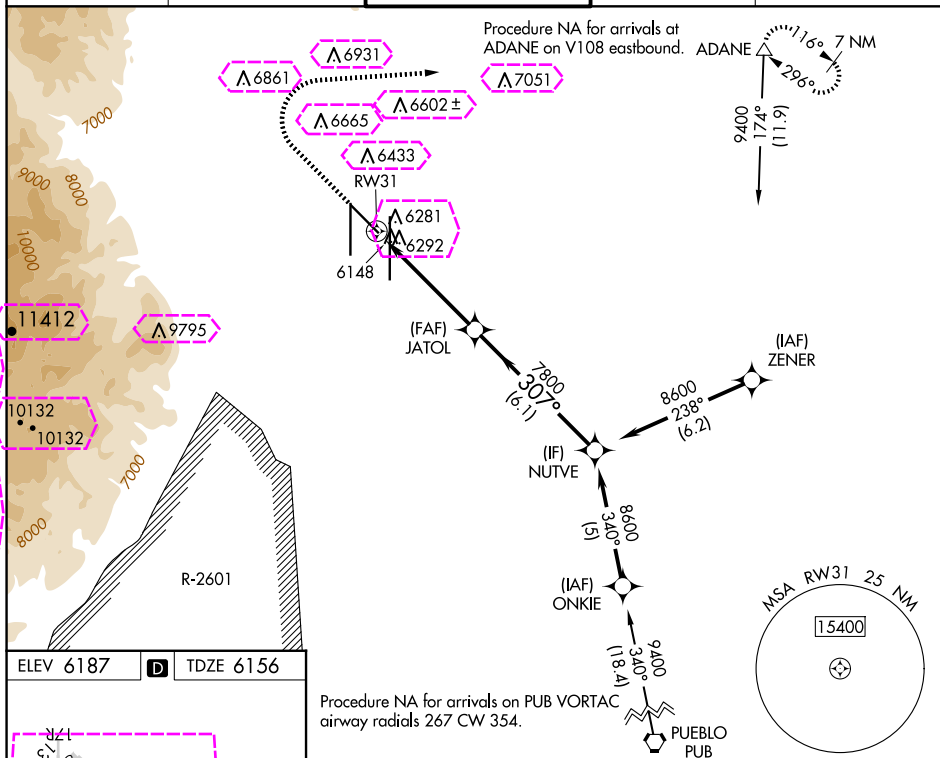 Procedure NA for arrivals at
ADANE on V108 eastbound.
ADANE
116°
7 NM
296°
9400
174°
(11.9)
6931
6861
7051
6602 ±
6665
6433
RW31
6281
6292
6148
7000
9000
8000
10000
11412
9795
10132
10132
7000
8000
(FAF)
JATOL
7800
307°
(6.1)
(IAF)
ZENER
8600
238°
(6.2)
(IF)
NUTVE
8600
340°
(5)
(IAF)
ONKIE
9400
340°
(18.4)
R-2601
MSA RW31 25 NM
15400
ELEV 6187
D
TDZE 6156
Procedure NA for arrivals on PUB VORTAC
airway radials 267 CW 354.
PUEBLO
PUB
17R